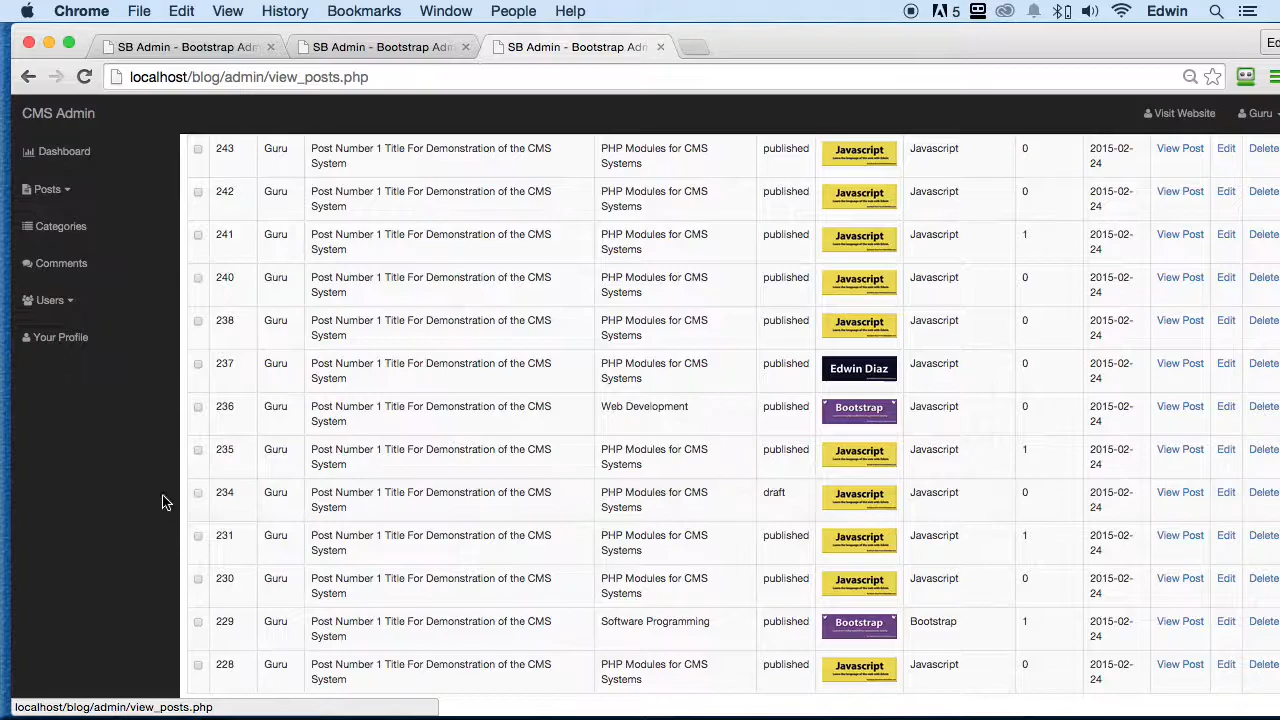 Chrome File Edit View History Bookmarks Window People Help 5 Edwin
SB Admin - Bootstrap Adm SB Admin - Bootstrap Adm SB Admin - Bootstrap Adm Ed
localhost/blog/admin/view_posts.php
CMS Admin Visit Website Guru
Dashboard
Posts
Categories
Comments
Users
Your Profile
243 Guru Post Number 1 Title For Demonstration of the CMS PHP Modules for CMS published Javascript Javascript 0 2015-02- View Post Edit Delete
System Systems 24
242 Guru Post Number 1 Title For Demonstration of the CMS PHP Modules for CMS published Javascript Javascript 0 2015-02- View Post Edit Delete
System Systems 24
241 Guru Post Number 1 Title For Demonstration of the CMS PHP Modules for CMS published Javascript Javascript 1 2015-02- View Post Edit Delete
System Systems 24
240 Guru Post Number 1 Title For Demonstration of the CMS PHP Modules for CMS published Javascript Javascript 0 2015-02- View Post Edit Delete
System Systems 24
238 Guru Post Number 1 Title For Demonstration of the CMS PHP Modules for CMS published Javascript Javascript 0 2015-02- View Post Edit Delete
System Systems 24
237 Guru Post Number 1 Title For Demonstration of the CMS PHP Modules for CMS published Edwin Diaz Javascript 0 2015-02- View Post Edit Delete
System Systems 24
236 Guru Post Number 1 Title For Demonstration of the CMS Web Development published Bootstrap Javascript 0 2015-02- View Post Edit Delete
System 24
235 Guru Post Number 1 Title For Demonstration of the CMS PHP Modules for CMS published Javascript Javascript 1 2015-02- View Post Edit Delete
System Systems 24
234 Guru Post Number 1 Title For Demonstration of the CMS PHP Modules for CMS draft Javascript Javascript 0 2015-02- View Post Edit Delete
System Systems 24
231 Guru Post Number 1 Title For Demonstration of the CMS PHP Modules for CMS published Javascript Javascript 1 2015-02- View Post Edit Delete
System Systems 24
230 Guru Post Number 1 Title For Demonstration of the CMS PHP Modules for CMS published Javascript Javascript 0 2015-02- View Post Edit Delete
System Systems 24
229 Guru Post Number 1 Title For Demonstration of the CMS Software Programming published Bootstrap Bootstrap 1 2015-02- View Post Edit Delete
System 24
228 Guru Post Number 1 Title For Demonstration of the CMS PHP Modules for CMS published Javascript Javascript 0 2015-02- View Post Edit Delete
System Systems 24
localhost/blog/admin/view_posts.php